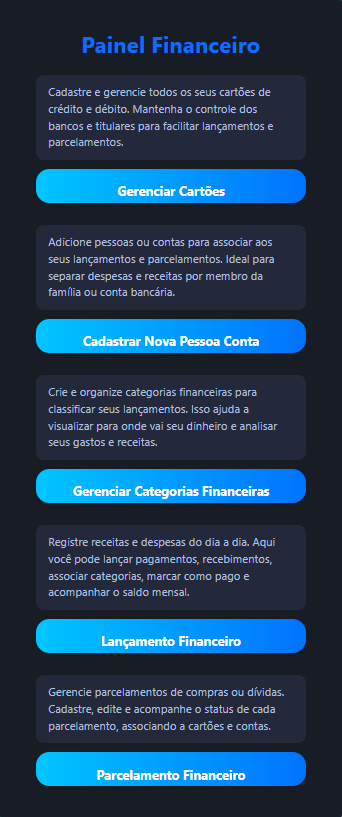 Painel Financeiro
Cadastre e gerencie todos os seus cartões de
crédito e débito. Mantenha o controle dos
bancos e titulares para facilitar lançamentos e
parcelamentos.
Gerenciar Cartões
Adicione pessoas ou contas para associar aos
seus lançamentos e parcelamentos. Ideal para
separar despesas e receitas por membro da
família ou conta bancária.
Cadastrar Nova Pessoa Conta
Crie e organize categorias financeiras para
classificar seus lançamentos. Isso ajuda a
visualizar para onde vai seu dinheiro e analisar
seus gastos e receitas.
Gerenciar Categorias Financeiras
Registre receitas e despesas do dia a dia. Aqui
você pode lançar pagamentos, recebimentos,
associar categorias, marcar como pago e
acompanhar o saldo mensal.
Lançamento Financeiro
Gerencie parcelamentos de compras ou dívidas.
Cadastre, edite e acompanhe o status de cada
parcelamento, associando a cartões e contas.
Parcelamento Financeiro